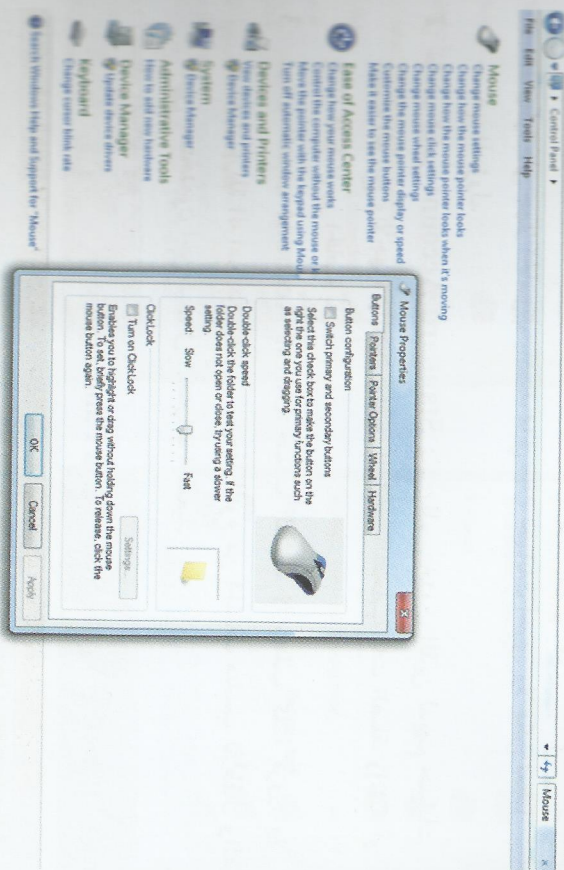 Control Panel
Mouse
File Edit View Tools Help
Mouse
Change mouse settings
Change how the mouse pointer looks
Change how the mouse pointer looks when it's moving
Change mouse click settings
Change mouse wheel settings
Change the mouse pointer display or speed
Customise the mouse buttons
Make it easier to see the mouse pointer
Ease of Access Center
Change how your mouse works
Control the computer without the mouse or k
Move the pointer with the keypad using Mou
Turn off automatic window arrangement
Devices and Printers
View devices and printers
Device Manager
System
Device Manager
Administrative Tools
How to add new hardware
Device Manager
Update device drivers
Keyboard
Change cursor blink rate
Search Windows Help and Support for "Mouse"
Mouse Properties
Buttons Pointers Pointer Options Wheel Hardware
Button configuration
Switch primary and secondary buttons
Select this check box to make the button on the
right the one you use for primary functions such
as selecting and dragging.
Double-click speed
Double-click the folder to test your setting. If the
folder does not open or close, try using a slower
setting.
Speed: Slow Fast
ClickLock
Turn on ClickLock Settings...
Enables you to highlight or drag without holding down the mouse
button. To set, briefly press the mouse button. To release, click the
mouse button again.
OK Cancel Apply